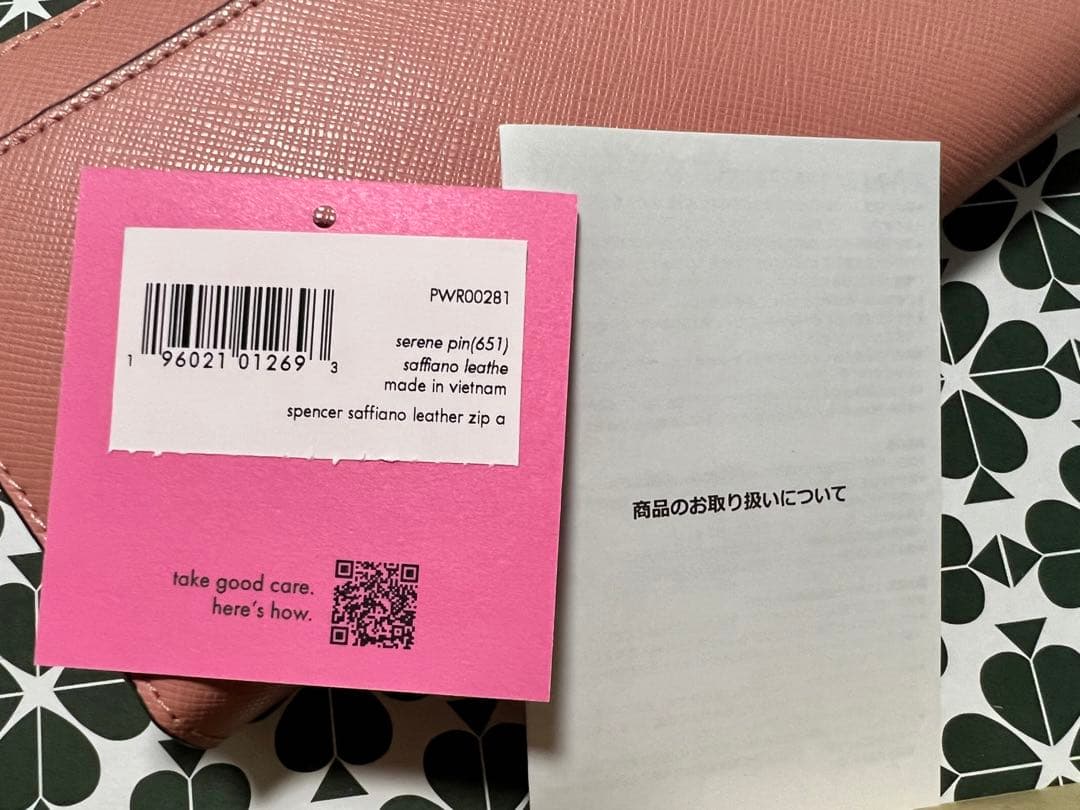 PWR00281
1 96021 01269 3
serene pin(651)
saffiano leathe
made in vietnam
spencer saffiano leather zip a
take good care.
here's how.
商品のお取り扱いについて